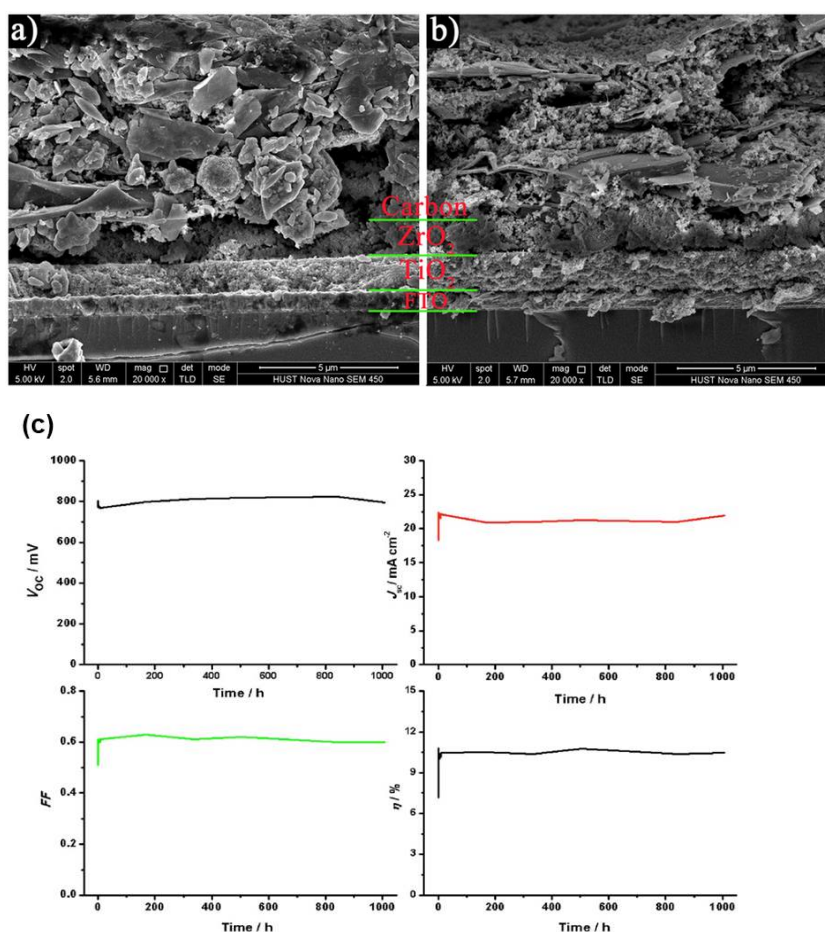 a)
b)
Carbon
ZrO2
TiO2
FTO
HV spot WD mag □ det mode 5 µm
5.00 kV 2.0 5.6 mm 20 000 x TLD SE HUST Nova Nano SEM 450
HV spot WD mag □ det mode 5 µm
5.00 kV 2.0 5.7 mm 20 000 x TLD SE HUST Nova Nano SEM 450
(c)
1000
800
600
400
200
0
VOC / mV
0 200 400 600 800 1000
Time / h
30
25
20
15
10
5
0
Jsc / mA cm-2
0 200 400 600 800 1000
Time / h
0.8
0.6
0.4
0.2
0.0
FF
0 200 400 600 800 1000
Time / h
15
12
9
6
3
0
η / %
0 200 400 600 800 1000
Time / h